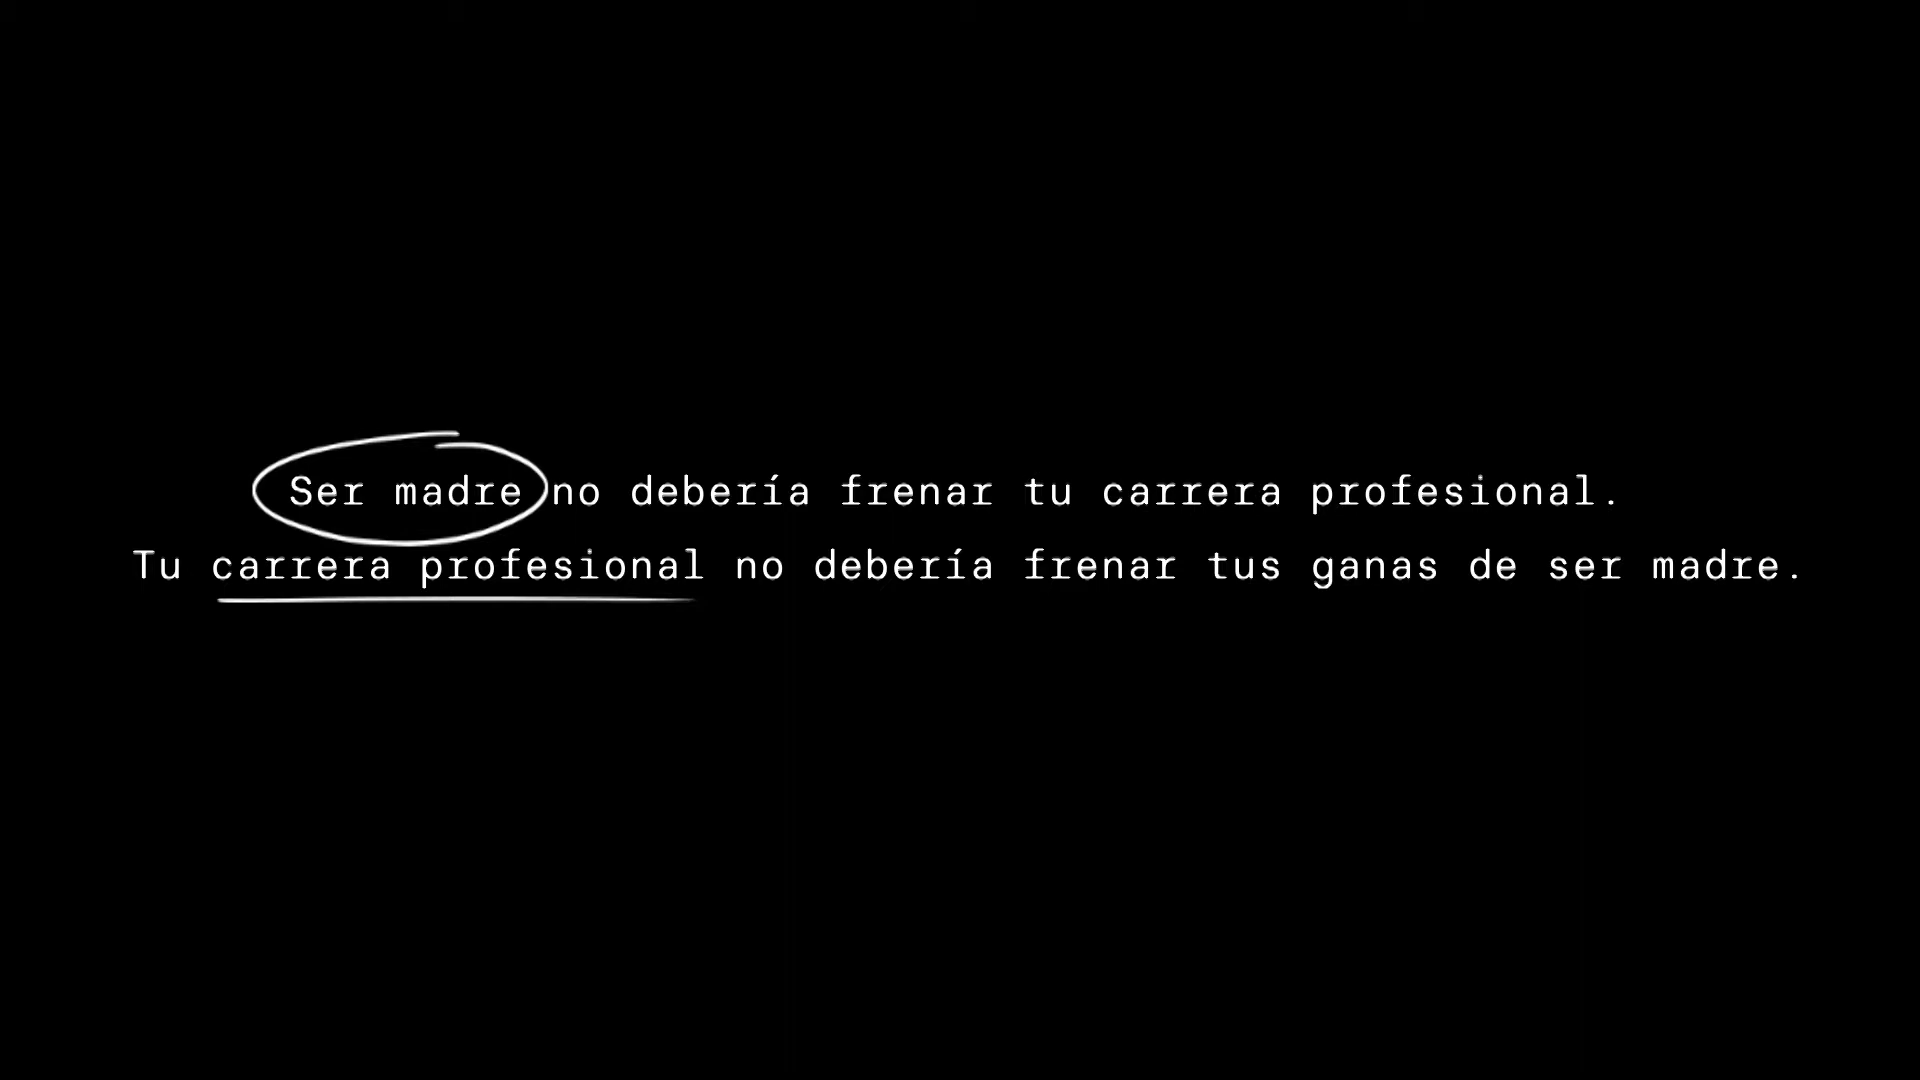 Ser madre no debería frenar tu carrera profesional.
Tu carrera profesional no debería frenar tus ganas de ser madre.